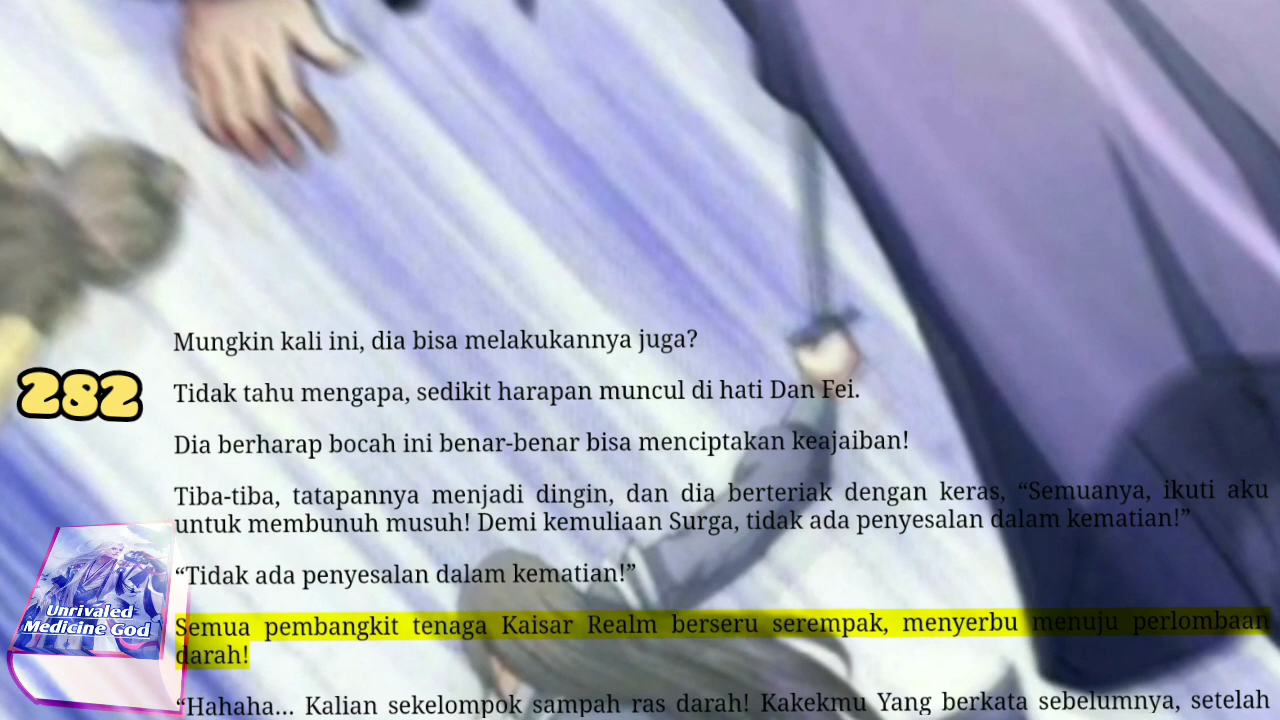 Mungkin kali ini, dia bisa melakukannya juga?
282
Tidak tahu mengapa, sedikit harapan muncul di hati Dan Fei.
Dia berharap bocah ini benar-benar bisa menciptakan keajaiban!
Tiba-tiba, tatapannya menjadi dingin, dan dia berteriak dengan keras, “Semuanya, ikuti aku
untuk membunuh musuh! Demi kemuliaan Surga, tidak ada penyesalan dalam kematian!”
“Tidak ada penyesalan dalam kematian!”
Unrivaled
Medicine God
Semua pembangkit tenaga Kaisar Realm berseru serempak, menyerbu menuju perlombaan
darah!
“Hahaha... Kalian sekelompok sampah ras darah! Kakekmu Yang berkata sebelumnya, setelah